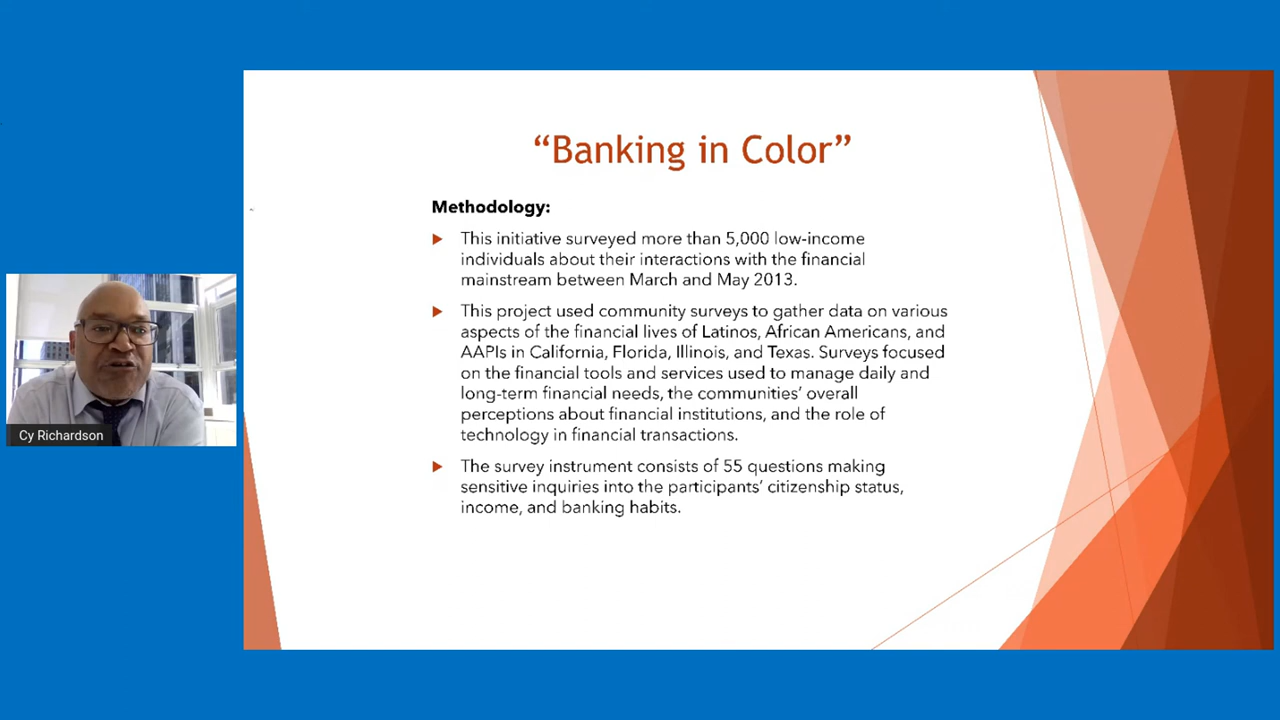 “Banking in Color”
Methodology:
This initiative surveyed more than 5,000 low-income
individuals about their interactions with the financial
mainstream between March and May 2013.
This project used community surveys to gather data on various
aspects of the financial lives of Latinos, African Americans, and
AAPIs in California, Florida, Illinois, and Texas. Surveys focused
on the financial tools and services used to manage daily and
long-term financial needs, the communities’ overall
perceptions about financial institutions, and the role of
technology in financial transactions.
The survey instrument consists of 55 questions making
sensitive inquiries into the participants’ citizenship status,
income, and banking habits.
Cy Richardson